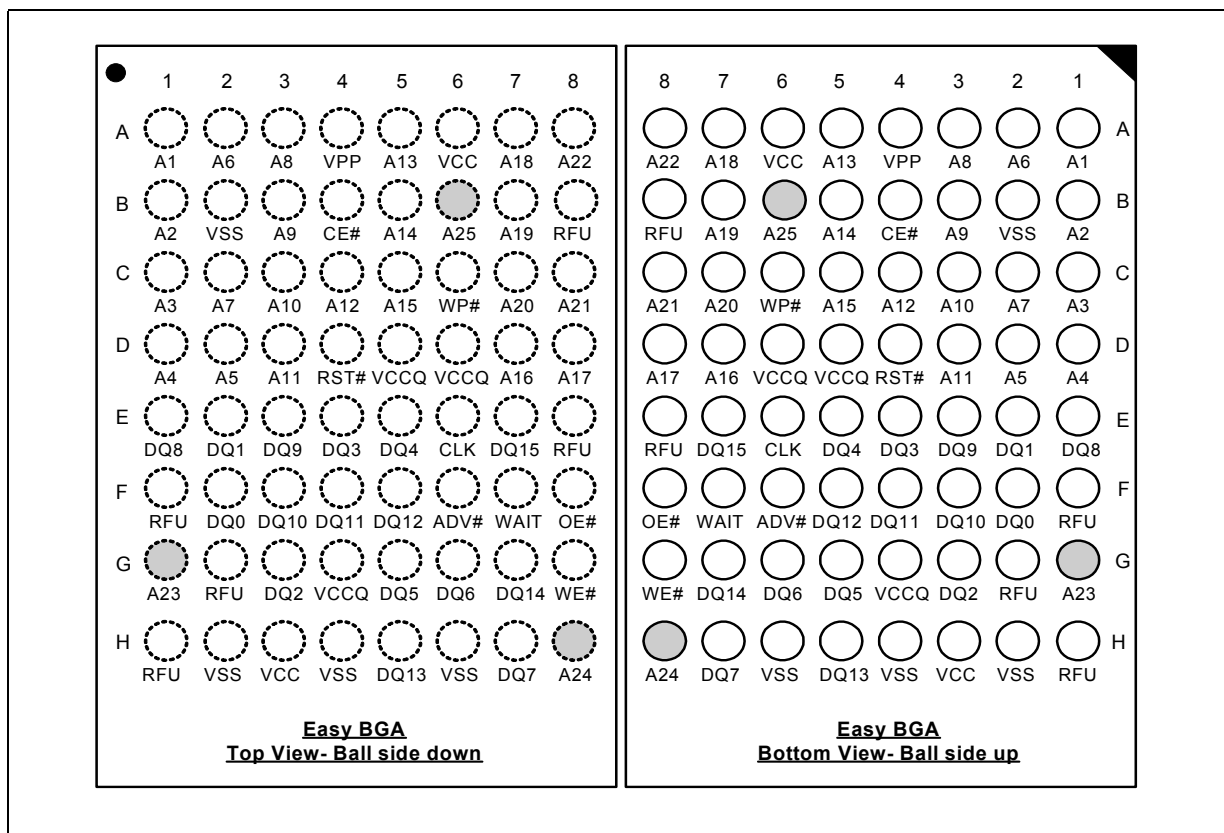 1 2 3 4 5 6 7 8
A
A1 A6 A8 VPP A13 VCC A18 A22
B
A2 VSS A9 CE# A14 A25 A19 RFU
C
A3 A7 A10 A12 A15 WP# A20 A21
D
A4 A5 A11 RST# VCCQ VCCQ A16 A17
E
DQ8 DQ1 DQ9 DQ3 DQ4 CLK DQ15 RFU
F
RFU DQ0 DQ10 DQ11 DQ12 ADV# WAIT OE#
G
A23 RFU DQ2 VCCQ DQ5 DQ6 DQ14 WE#
H
RFU VSS VCC VSS DQ13 VSS DQ7 A24
Easy BGA
Top View- Ball side down
8 7 6 5 4 3 2 1
A
A22 A18 VCC A13 VPP A8 A6 A1
B
RFU A19 A25 A14 CE# A9 VSS A2
C
A21 A20 WP# A15 A12 A10 A7 A3
D
A17 A16 VCCQ VCCQ RST# A11 A5 A4
E
RFU DQ15 CLK DQ4 DQ3 DQ9 DQ1 DQ8
F
OE# WAIT ADV# DQ12 DQ11 DQ10 DQ0 RFU
G
WE# DQ14 DQ6 DQ5 VCCQ DQ2 RFU A23
H
A24 DQ7 VSS DQ13 VSS VCC VSS RFU
Easy BGA
Bottom View- Ball side up